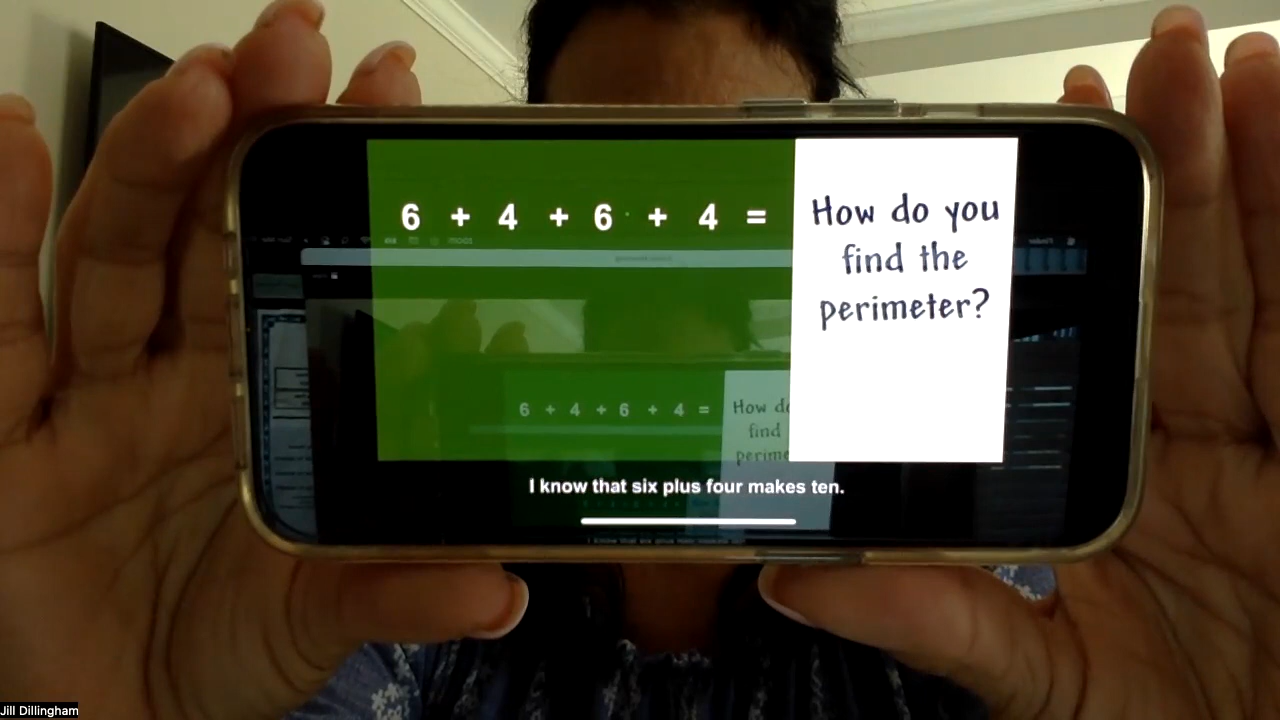 6 + 4 + 6 + 4 =
How do you
find the
perimeter?
6 + 4 + 6 + 4 =
How do
find
I know that six plus four makes ten.
Jill Dillingham